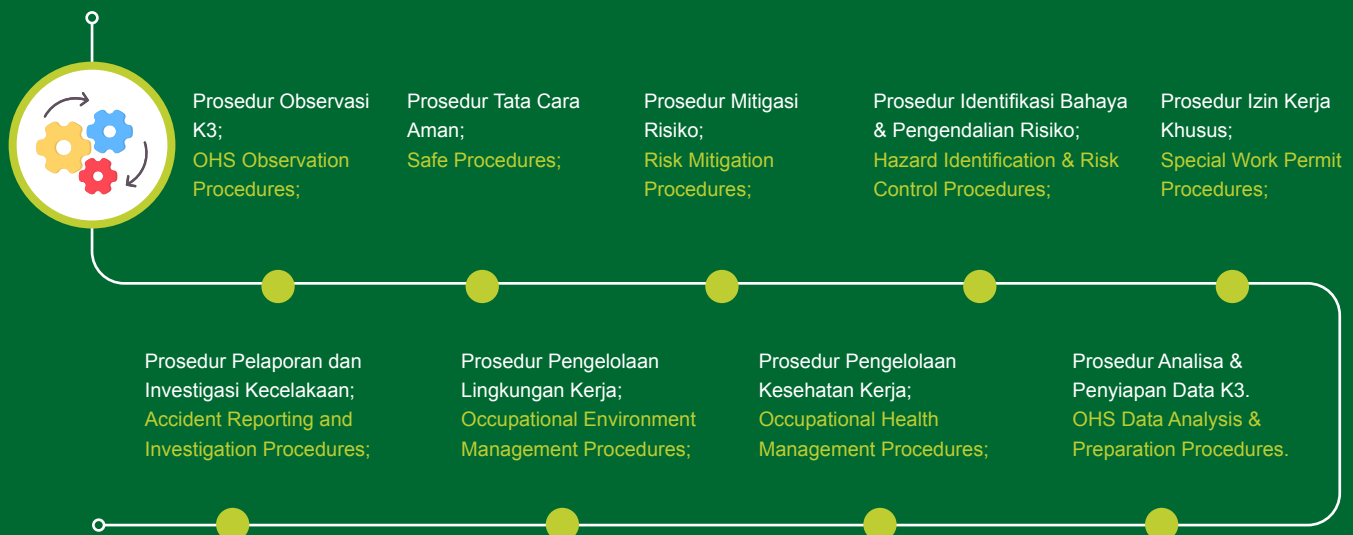 Prosedur Observasi
K3;
OHS Observation
Procedures;
Prosedur Tata Cara
Aman;
Safe Procedures;
Prosedur Mitigasi
Risiko;
Risk Mitigation
Procedures;
Prosedur Identifikasi Bahaya
& Pengendalian Risiko;
Hazard Identification & Risk
Control Procedures;
Prosedur Izin Kerja
Khusus;
Special Work Permit
Procedures;
Prosedur Pelaporan dan
Investigasi Kecelakaan;
Accident Reporting and
Investigation Procedures;
Prosedur Pengelolaan
Lingkungan Kerja;
Occupational Environment
Management Procedures;
Prosedur Pengelolaan
Kesehatan Kerja;
Occupational Health
Management Procedures;
Prosedur Analisa &
Penyiapan Data K3.
OHS Data Analysis &
Preparation Procedures.